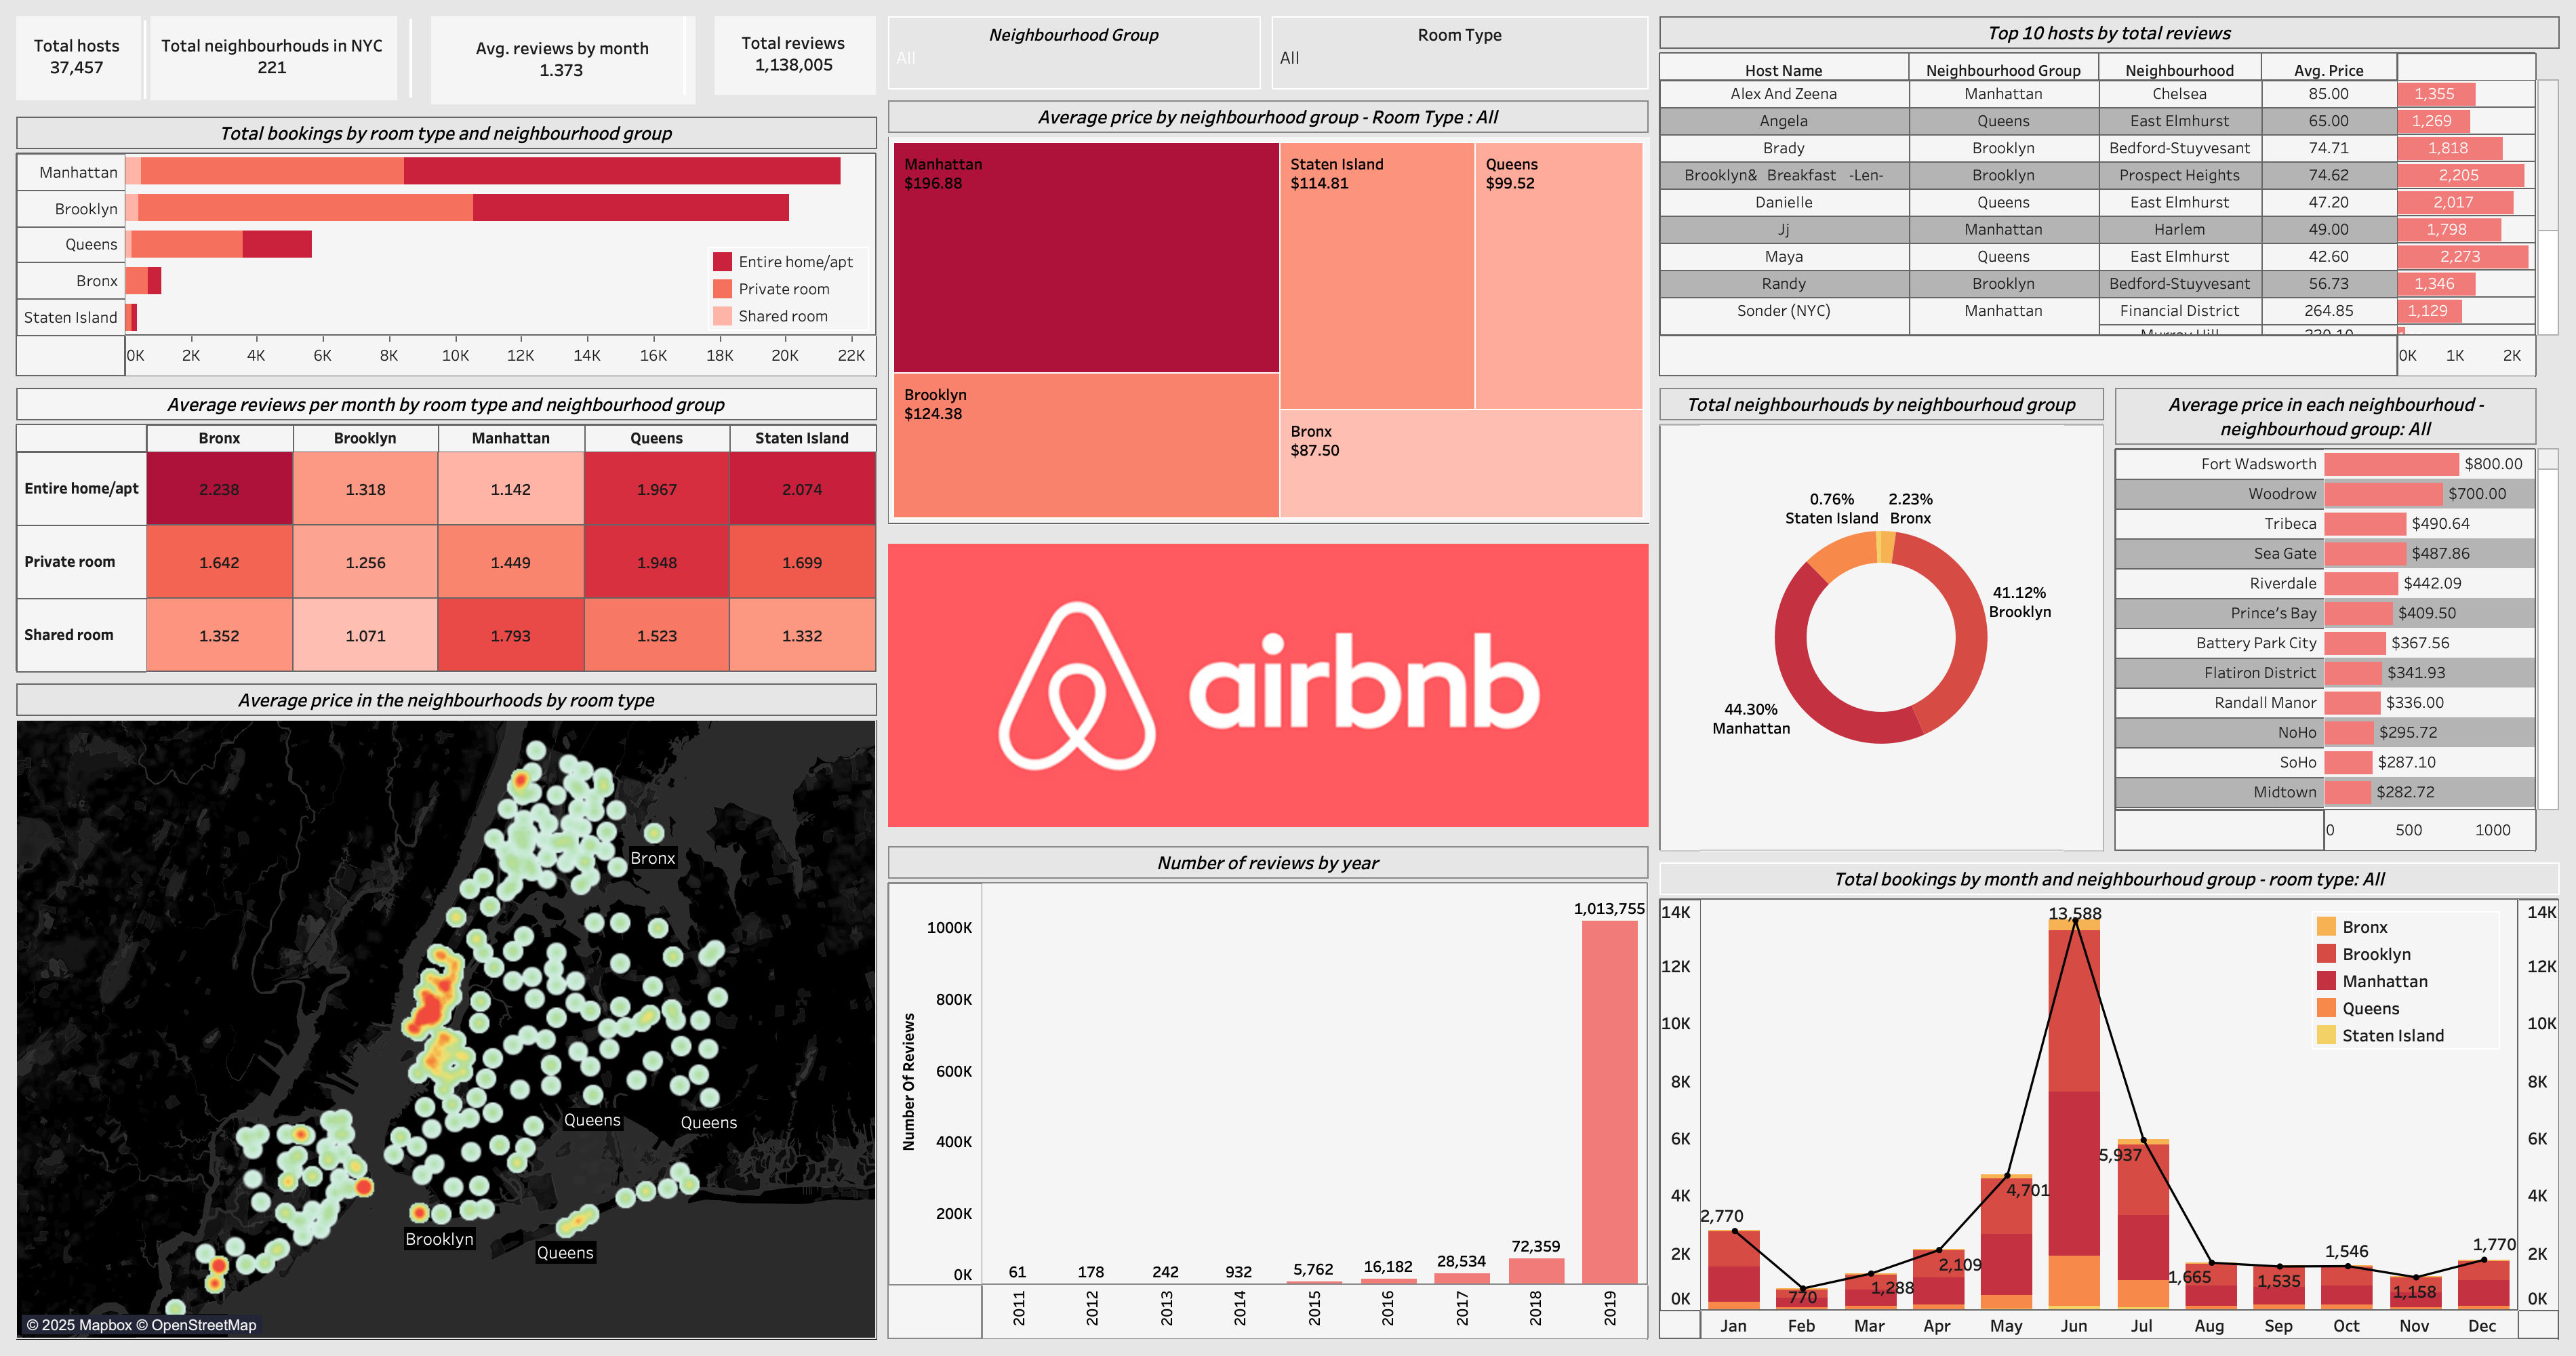 Total hosts
37,457
Total neighbourhouds in NYC
221
Avg. reviews by month
1.373
Total reviews
1,138,005
Neighbourhood Group
All
Room Type
All
Total bookings by room type and neighbourhood group
Manhattan
Brooklyn
Queens
Bronx
Staten Island
Entire home/apt
Private room
Shared room
0K 2K 4K 6K 8K 10K 12K 14K 16K 18K 20K 22K
Average reviews per month by room type and neighbourhood group
Bronx Brooklyn Manhattan Queens Staten Island
Entire home/apt 2.238 1.318 1.142 1.967 2.074
Private room 1.642 1.256 1.449 1.948 1.699
Shared room 1.352 1.071 1.793 1.523 1.332
Average price in the neighbourhoods by room type
Bronx
Queens
Queens
Brooklyn
Queens
© 2025 Mapbox © OpenStreetMap
Average price by neighbourhood group - Room Type : All
Manhattan
$196.88
Staten Island
$114.81
Queens
$99.52
Brooklyn
$124.38
Bronx
$87.50
airbnb
Number of reviews by year
Number Of Reviews
1000K
800K
600K
400K
200K
0K
61 178 242 932 5,762 16,182 28,534 72,359 1,013,755
2011 2012 2013 2014 2015 2016 2017 2018 2019
Top 10 hosts by total reviews
Host Name Neighbourhood Group Neighbourhood Avg. Price
Alex And Zeena Manhattan Chelsea 85.00 1,355
Angela Queens East Elmhurst 65.00 1,269
Brady Brooklyn Bedford-Stuyvesant 74.71 1,818
Brooklyn& Breakfast -Len- Brooklyn Prospect Heights 74.62 2,205
Danielle Queens East Elmhurst 47.20 2,017
Jj Manhattan Harlem 49.00 1,798
Maya Queens East Elmhurst 42.60 2,273
Randy Brooklyn Bedford-Stuyvesant 56.73 1,346
Sonder (NYC) Manhattan Financial District 264.85 1,129
0K 1K 2K
Total neighbourhouds by neighbourhoud group
0.76%
Staten Island
2.23%
Bronx
41.12%
Brooklyn
44.30%
Manhattan
Average price in each neighbourhoud -
neighbourhoud group: All
Fort Wadsworth $800.00
Woodrow $700.00
Tribeca $490.64
Sea Gate $487.86
Riverdale $442.09
Prince's Bay $409.50
Battery Park City $367.56
Flatiron District $341.93
Randall Manor $336.00
NoHo $295.72
SoHo $287.10
Midtown $282.72
0 500 1000
Total bookings by month and neighbourhoud group - room type: All
14K 14K
12K 12K
10K 10K
8K 8K
6K 6K
4K 4K
2K 2K
0K 0K
Bronx
Brooklyn
Manhattan
Queens
Staten Island
2,770 770 1,288 2,109 4,701 13,588 5,937 1,665 1,535 1,546 1,158 1,770
Jan Feb Mar Apr May Jun Jul Aug Sep Oct Nov Dec